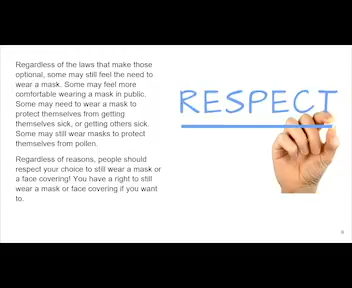 Regardless of the laws that make those
optional, some may still feel the need to
wear a mask. Some may feel more
comfortable wearing a mask in public.
Some may need to wear a mask to
protect themselves from getting
themselves sick, or getting others sick.
Some may still wear masks to protect
themselves from pollen.
Regardless of reasons, people should
respect your choice to still wear a mask or
a face covering! You have a right to still
wear a mask or face covering if you want
to.
RESPECT